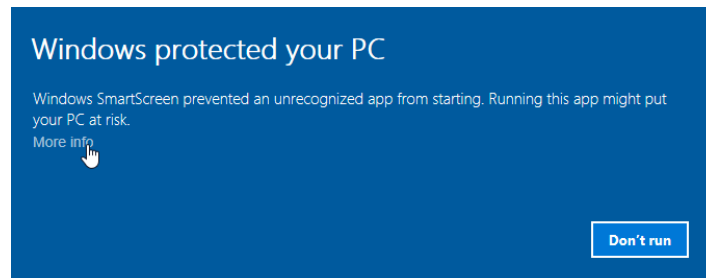 Windows protected your PC
Windows SmartScreen prevented an unrecognized app from starting. Running this app might put
your PC at risk.
More info
Don't run